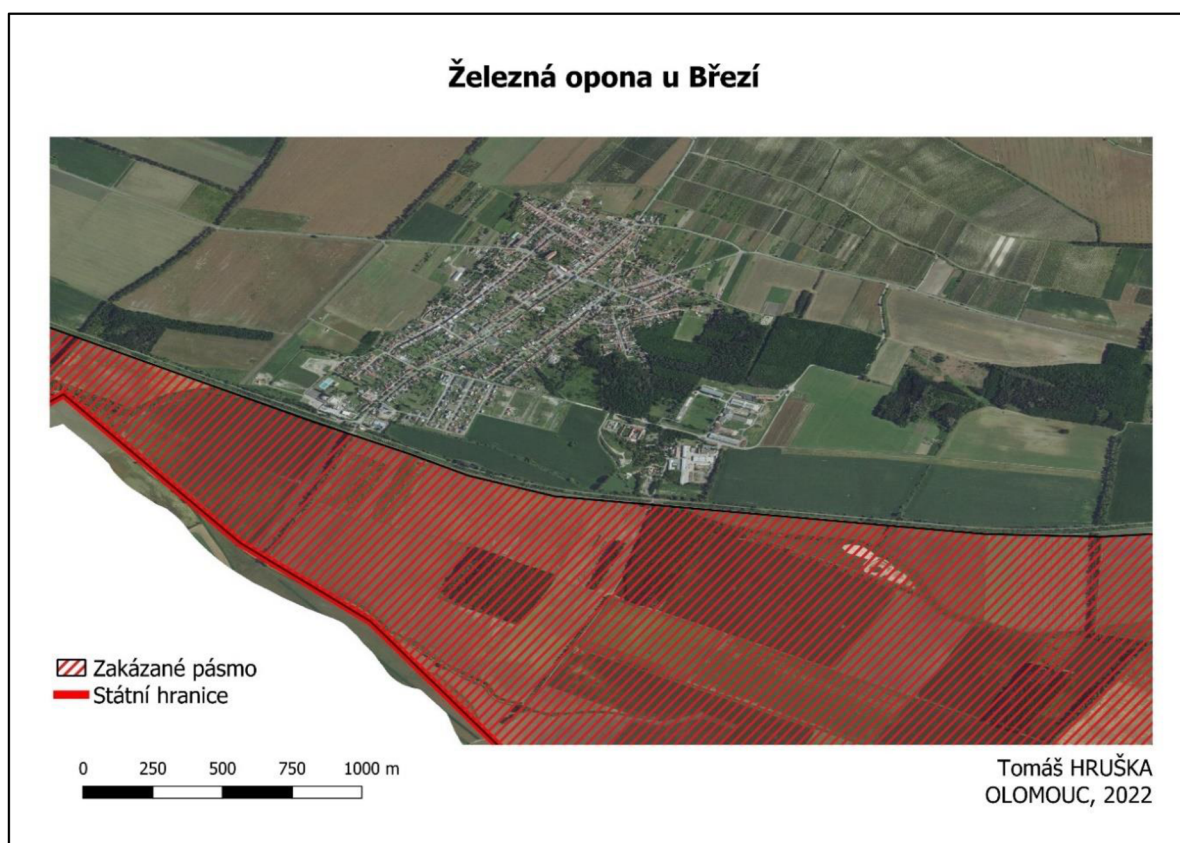 Železná opona u Březí
Zakázané pásmo
Státní hranice
0 250 500 750 1000 m
Tomáš HRUŠKA
OLOMOUC, 2022